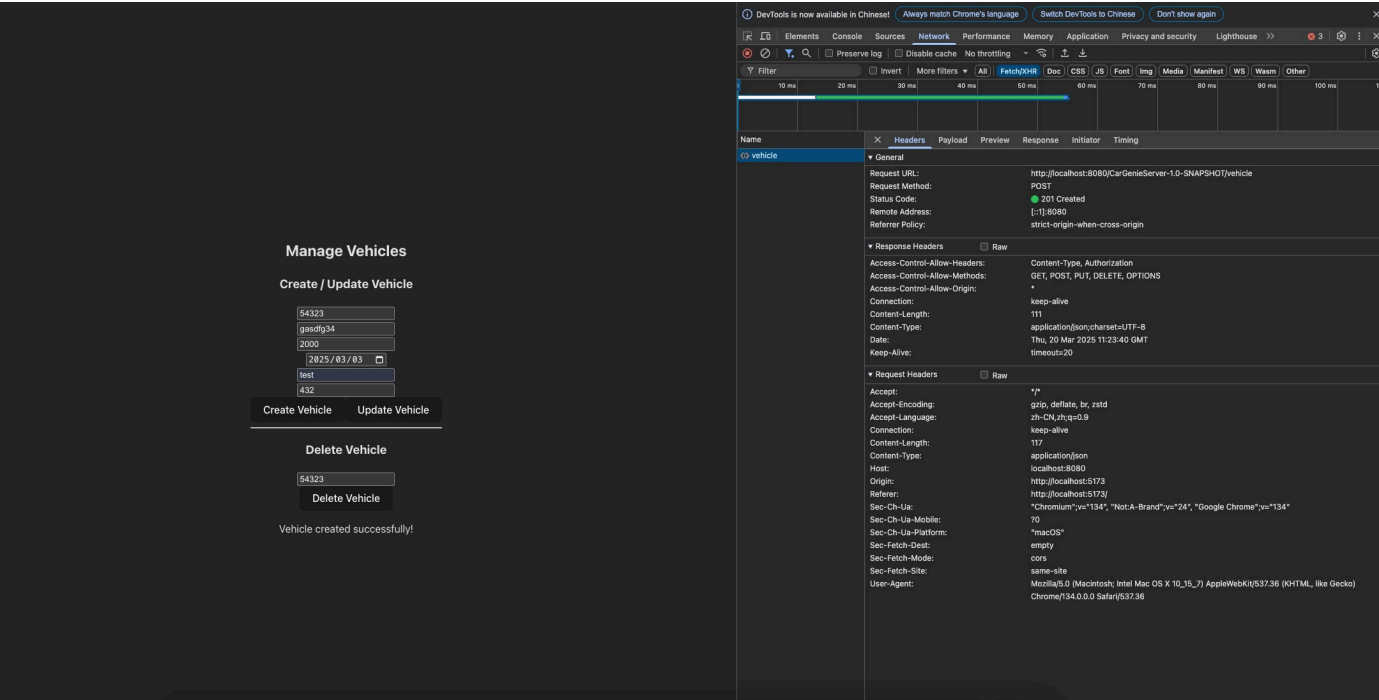 Manage Vehicles
Create / Update Vehicle
54323
gasdfg34
2000
2025/03/03
test
432
Create Vehicle Update Vehicle
Delete Vehicle
54323
Delete Vehicle
Vehicle created successfully!
DevTools is now available in Chinese! Always match Chrome's language Switch DevTools to Chinese Don't show again
Elements Console Sources Network Performance Memory Application Privacy and security Lighthouse 3
Preserve log Disable cache No throttling
Filter Invert More filters All Fetch/XHR Doc CSS JS Font Img Media Manifest WS Wasm Other
10 ms 20 ms 30 ms 40 ms 50 ms 60 ms 70 ms 80 ms 90 ms 100 ms
Name Headers Payload Preview Response Initiator Timing
vehicle
General
Request URL: http://localhost:8080/CarGenieServer-1.0-SNAPSHOT/vehicle
Request Method: POST
Status Code: 201 Created
Remote Address: [::1]:8080
Referrer Policy: strict-origin-when-cross-origin
Response Headers Raw
Access-Control-Allow-Headers: Content-Type, Authorization
Access-Control-Allow-Methods: GET, POST, PUT, DELETE, OPTIONS
Access-Control-Allow-Origin: *
Connection: keep-alive
Content-Length: 111
Content-Type: application/json;charset=UTF-8
Date: Thu, 20 Mar 2025 11:23:40 GMT
Keep-Alive: timeout=20
Request Headers Raw
Accept: */*
Accept-Encoding: gzip, deflate, br, zstd
Accept-Language: zh-CN,zh;q=0.9
Connection: keep-alive
Content-Length: 117
Content-Type: application/json
Host: localhost:8080
Origin: http://localhost:5173
Referer: http://localhost:5173/
Sec-Ch-Ua: "Chromium";v="134", "Not:A-Brand";v="24", "Google Chrome";v="134"
Sec-Ch-Ua-Mobile: ?0
Sec-Ch-Ua-Platform: "macOS"
Sec-Fetch-Dest: empty
Sec-Fetch-Mode: cors
Sec-Fetch-Site: same-site
User-Agent: Mozilla/5.0 (Macintosh; Intel Mac OS X 10_15_7) AppleWebKit/537.36 (KHTML, like Gecko)
Chrome/134.0.0.0 Safari/537.36